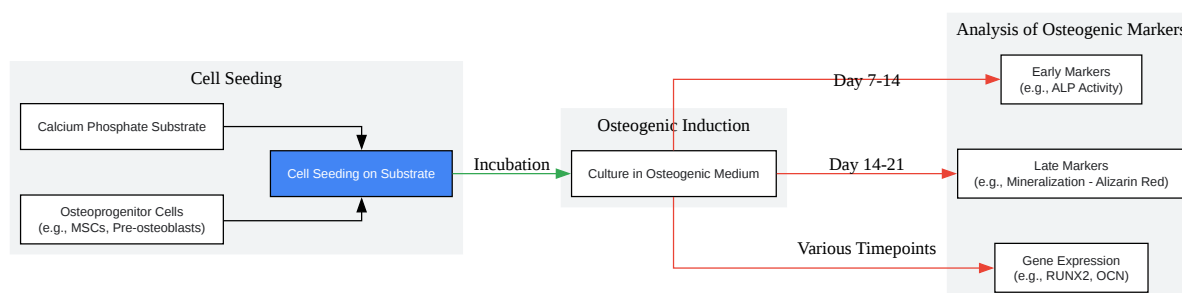 Cell Seeding
Calcium Phosphate Substrate
Cell Seeding on Substrate
Osteoprogenitor Cells
(e.g., MSCs, Pre-osteoblasts)
Incubation
Osteogenic Induction
Culture in Osteogenic Medium
Day 7-14
Day 14-21
Various Timepoints
Analysis of Osteogenic Markers
Early Markers
(e.g., ALP Activity)
Late Markers
(e.g., Mineralization - Alizarin Red)
Gene Expression
(e.g., RUNX2, OCN)